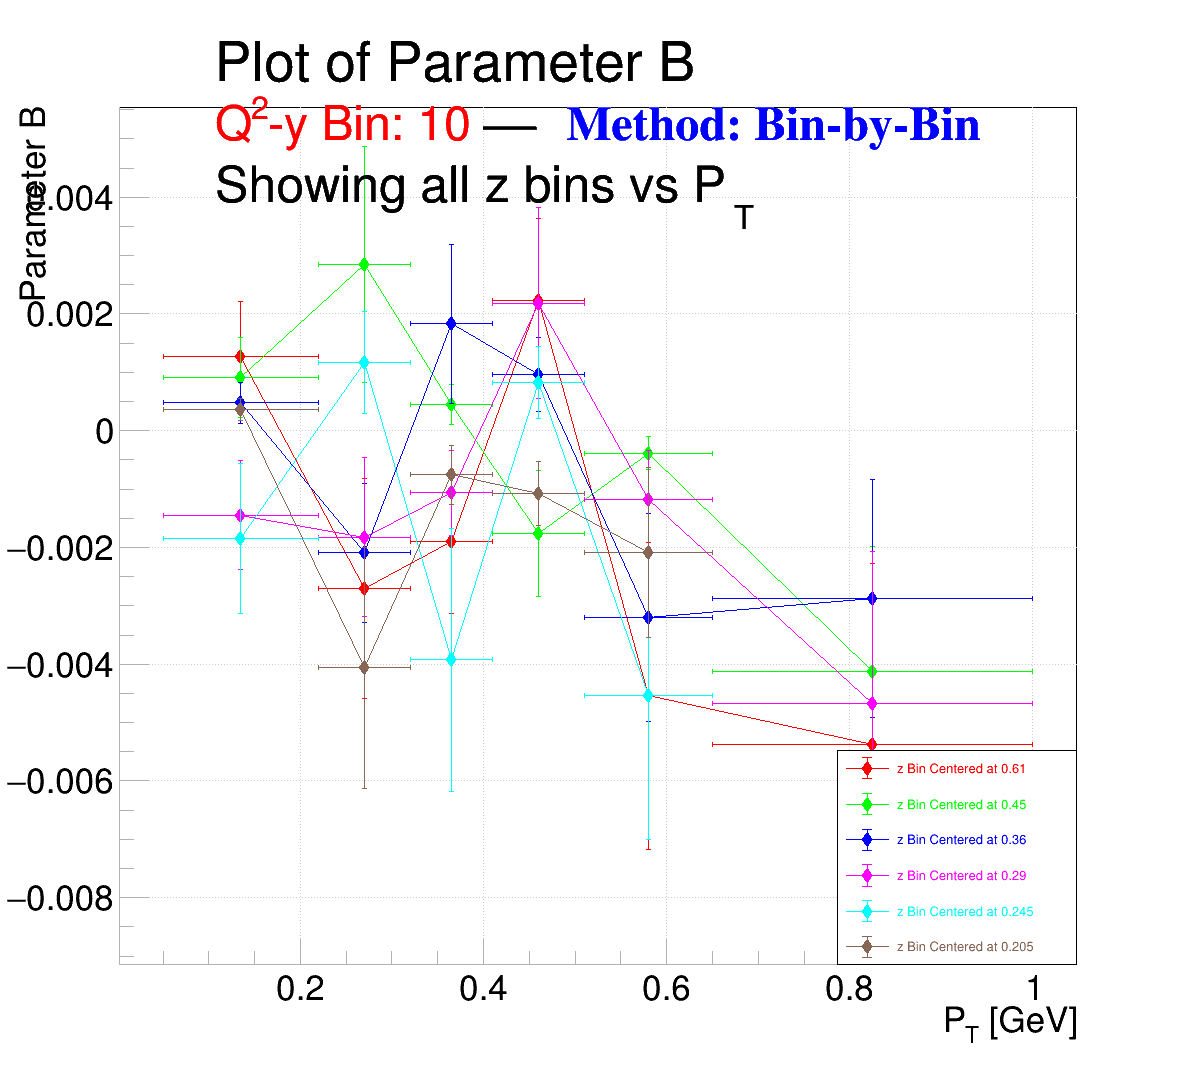 Plot of Parameter B
Q²-y Bin: 10 — Method: Bin-by-Bin
Showing all z bins vs P_T
Parameter B
0.004
0.002
0
−0.002
−0.004
−0.006
−0.008
z Bin Centered at 0.61
z Bin Centered at 0.45
z Bin Centered at 0.36
z Bin Centered at 0.29
z Bin Centered at 0.245
z Bin Centered at 0.205
0.2 0.4 0.6 0.8 1
P_T [GeV]